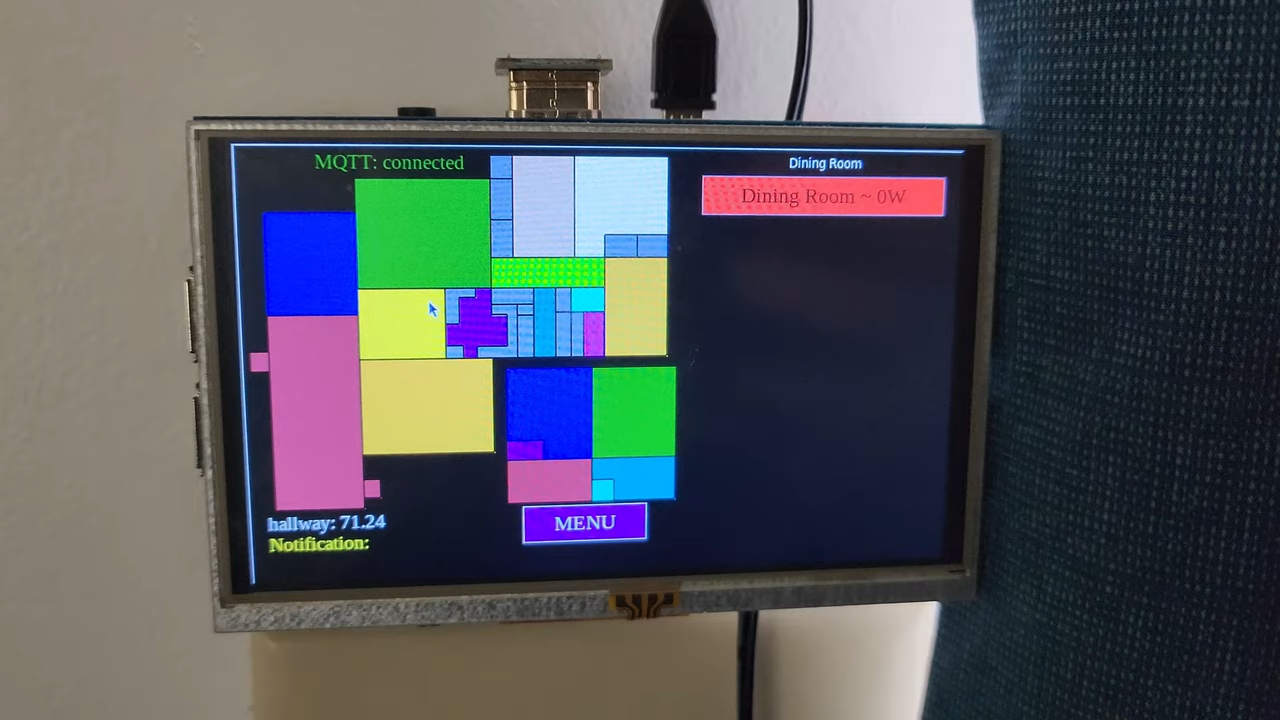 MQTT: connected
Dining Room
Dining Room ~ 0W
hallway: 71.24
Notification:
MENU